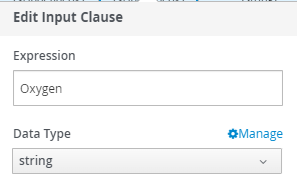 Edit Input Clause
Expression
Oxygen
Data Type Manage
string